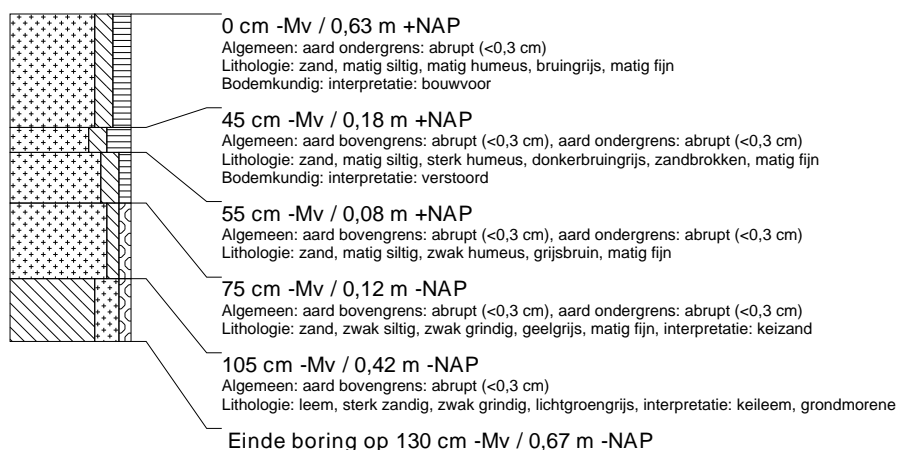 0 cm -Mv / 0,63 m +NAP
Algemeen: aard ondergrens: abrupt (<0,3 cm)
Lithologie: zand, matig siltig, matig humeus, bruingrijs, matig fijn
Bodemkundig: interpretatie: bouwvoor
45 cm -Mv / 0,18 m +NAP
Algemeen: aard bovengrens: abrupt (<0,3 cm), aard ondergrens: abrupt (<0,3 cm)
Lithologie: zand, matig siltig, sterk humeus, donkerbruingrijs, zandbrokken, matig fijn
Bodemkundig: interpretatie: verstoord
55 cm -Mv / 0,08 m +NAP
Algemeen: aard bovengrens: abrupt (<0,3 cm), aard ondergrens: abrupt (<0,3 cm)
Lithologie: zand, matig siltig, zwak humeus, grijsbruin, matig fijn
75 cm -Mv / 0,12 m -NAP
Algemeen: aard bovengrens: abrupt (<0,3 cm), aard ondergrens: abrupt (<0,3 cm)
Lithologie: zand, zwak siltig, zwak grindig, geelgrijs, matig fijn, interpretatie: keizand
105 cm -Mv / 0,42 m -NAP
Algemeen: aard bovengrens: abrupt (<0,3 cm)
Lithologie: leem, sterk zandig, zwak grindig, lichtgroengrijs, interpretatie: keileem, grondmorene
Einde boring op 130 cm -Mv / 0,67 m -NAP